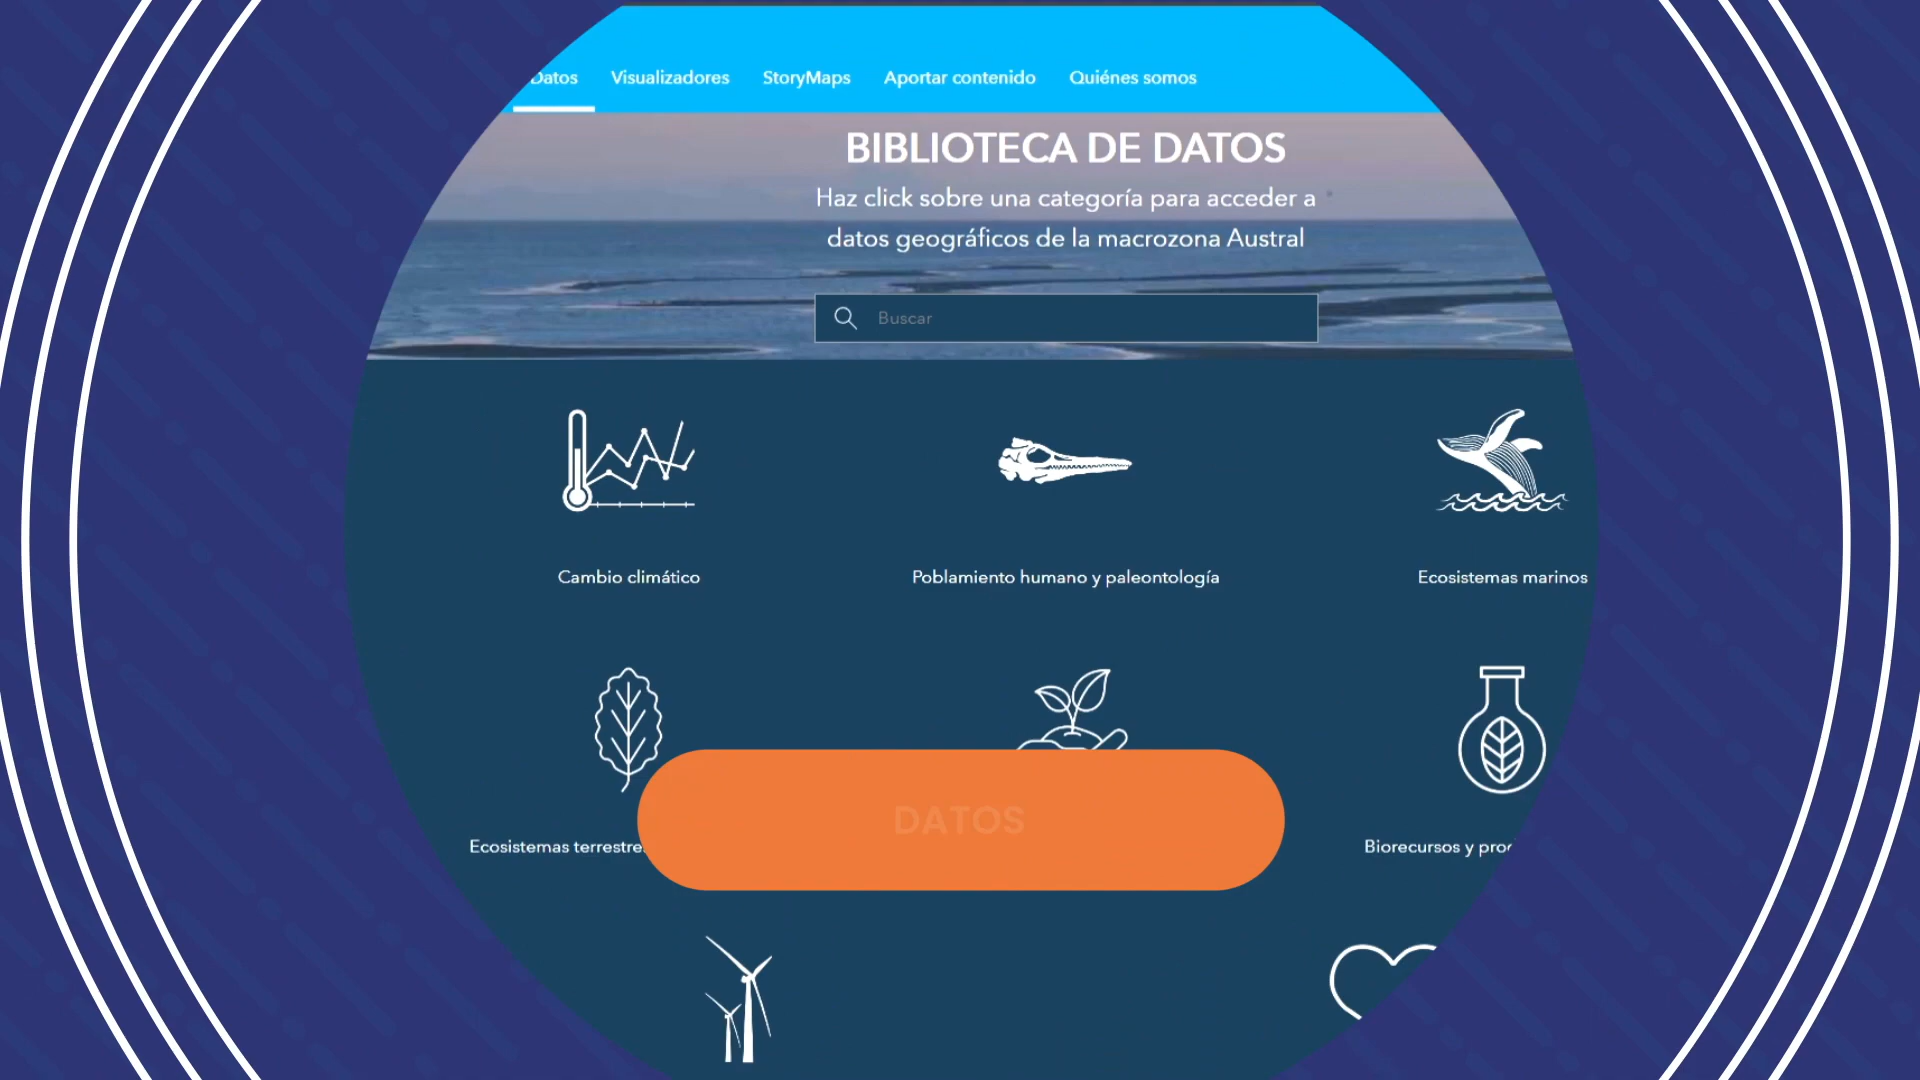 Datos Visualizadores StoryMaps Aportar contenido Quiénes somos
BIBLIOTECA DE DATOS
Haz click sobre una categoría para acceder a
datos geográficos de la macrozona Austral
Buscar
Cambio climático Poblamiento humano y paleontología Ecosistemas marinos
DATOS
Ecosistemas terrestre Biorecursos y